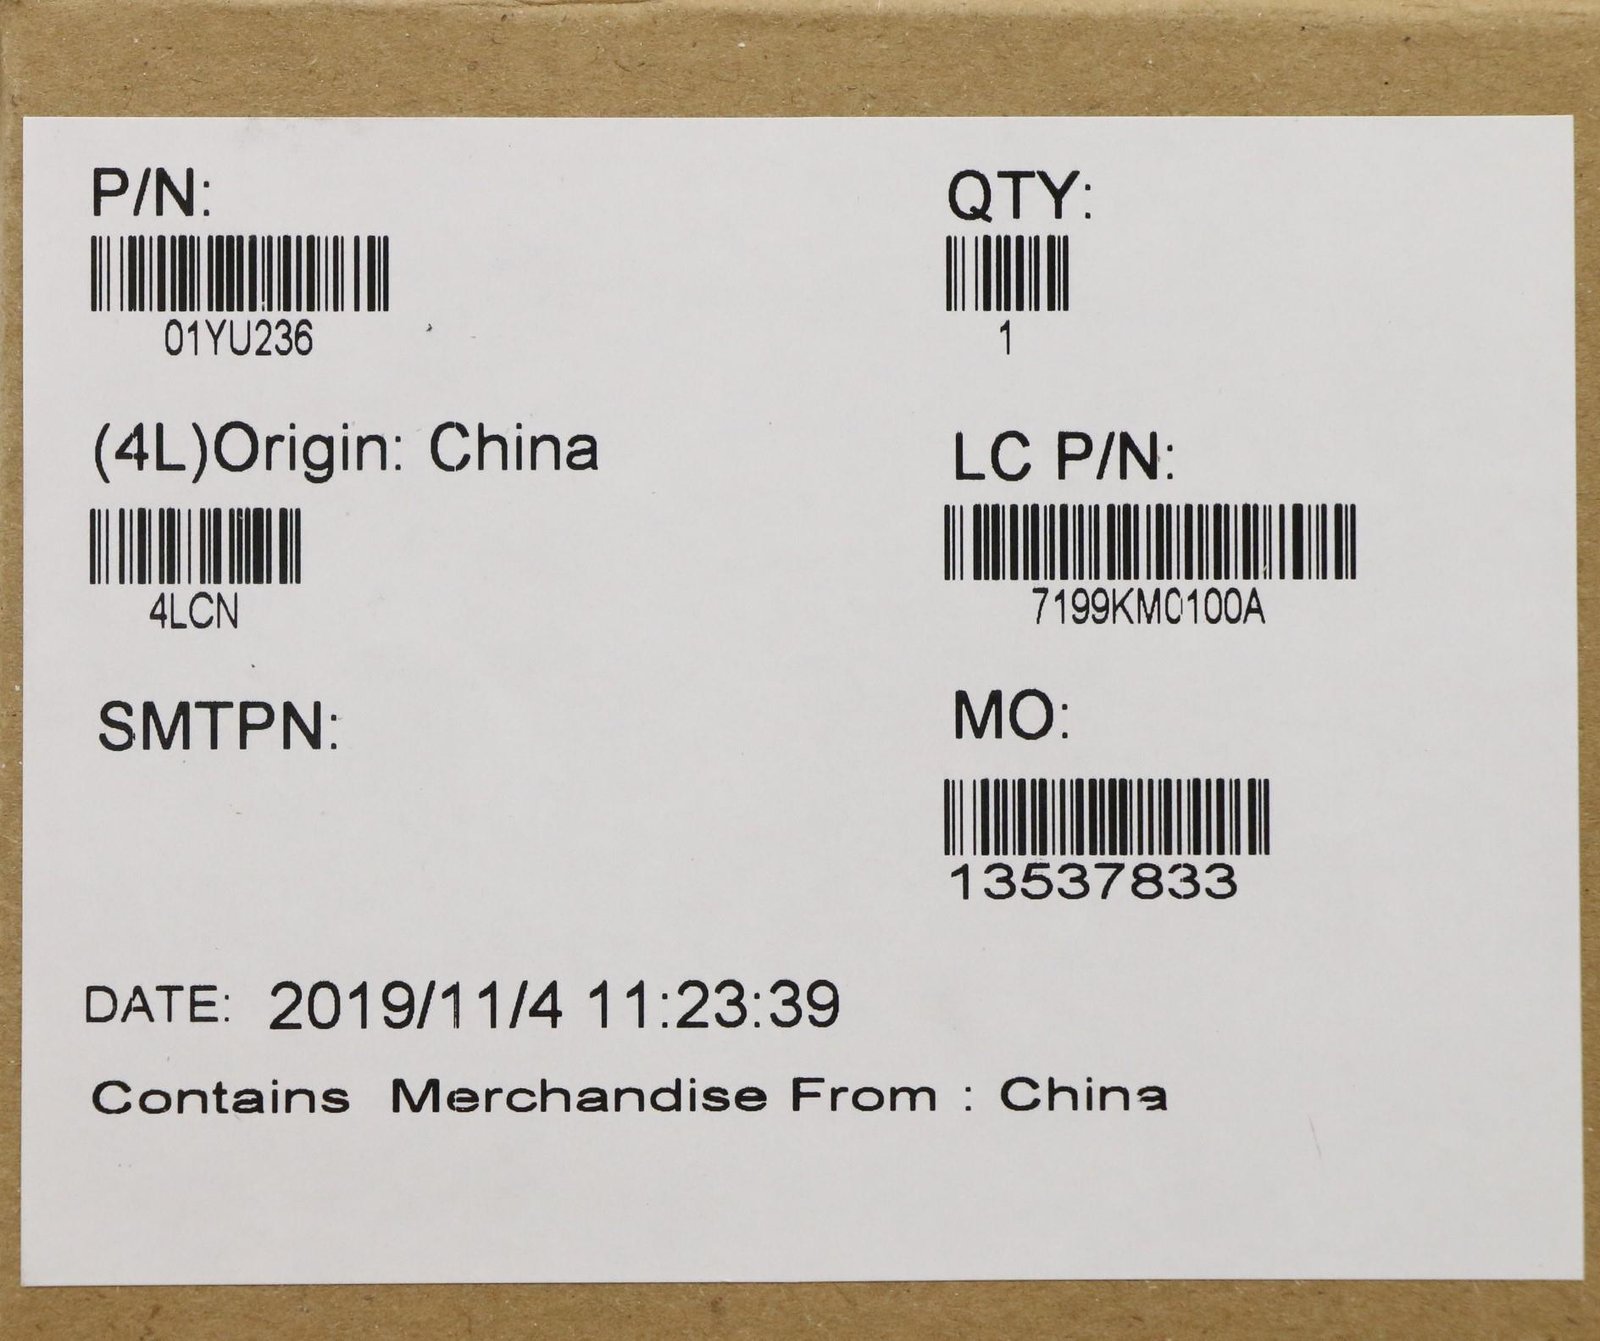 P/N:
QTY:
01YU236
1
(4L)Origin: China
LC P/N:
4LCN
7199KM0100A
SMTPN:
MO:
13537833
DATE: 2019/11/4 11:23:39
Contains Merchandise From : China